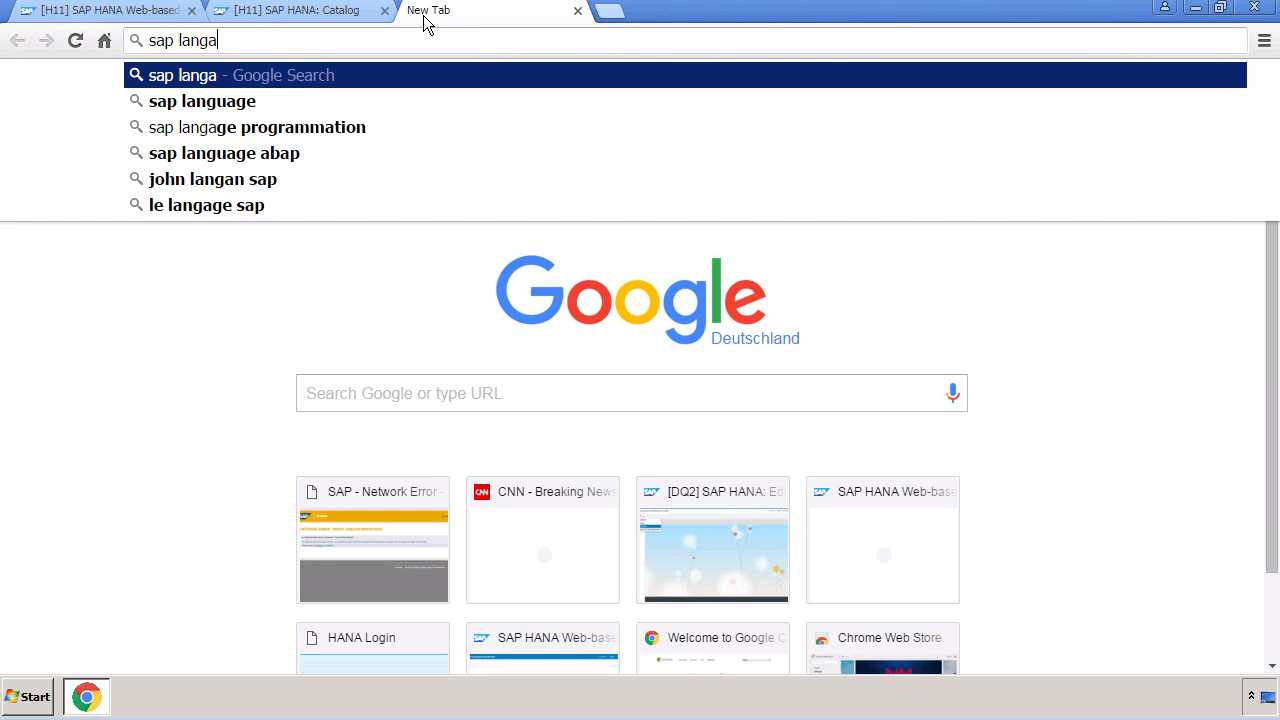 [H11] SAP HANA Web-based
[H11] SAP HANA: Catalog
New Tab
sap langa
sap langa - Google Search
sap language
sap langage programmation
sap language abap
john langan sap
le langage sap
Google
Deutschland
Search Google or type URL
SAP - Network Error -
CNN - Breaking News
[DQ2] SAP HANA: Edi
SAP HANA Web-base
HANA Login
SAP HANA Web-base
Welcome to Google C
Chrome Web Store
Start